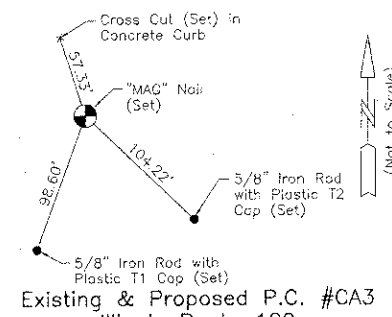 Cross Cut (Set) in
Concrete Curb
57.33'
"MAG" Nail
(Set)
104.22'
98.60'
(Not to Scale)
5/8" Iron Rod
with Plastic T2
Cap (Set)
5/8" Iron Rod with
Plastic T1 Cap (Set)
Existing & Proposed P.C. #CA3